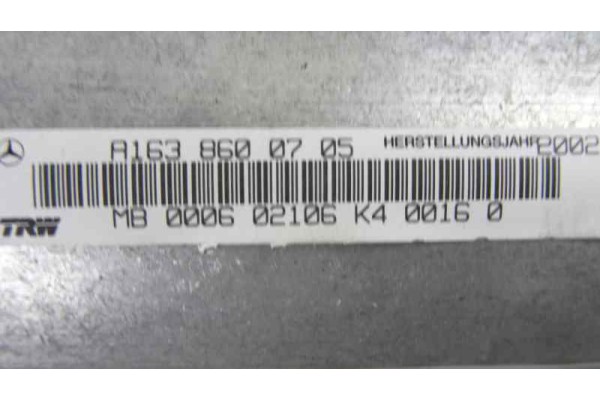 A163 860 07 05 HERSTELLUNGSJAHR 2002
MB 0006 02106 K4 0016 0
TRW